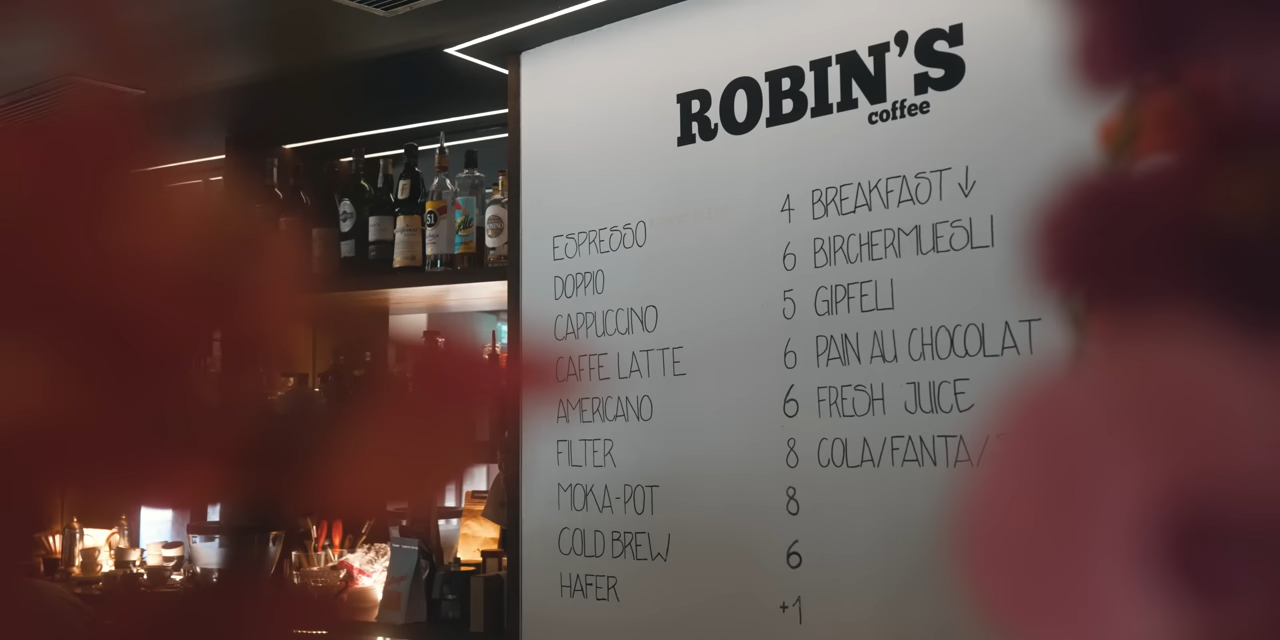 ROBIN'S
coffee
ESPRESSO 4
DOPPIO 6
CAPPUCCINO 5
CAFFE LATTE 6
AMERICANO 6
FILTER 8
MOKA-POT 8
COLD BREW 6
HAFER +1
BREAKFAST ↓
BIRCHERMUESLI
GIPFELI
PAIN AU CHOCOLAT
FRESH JUICE
COLA/FANTA/
51